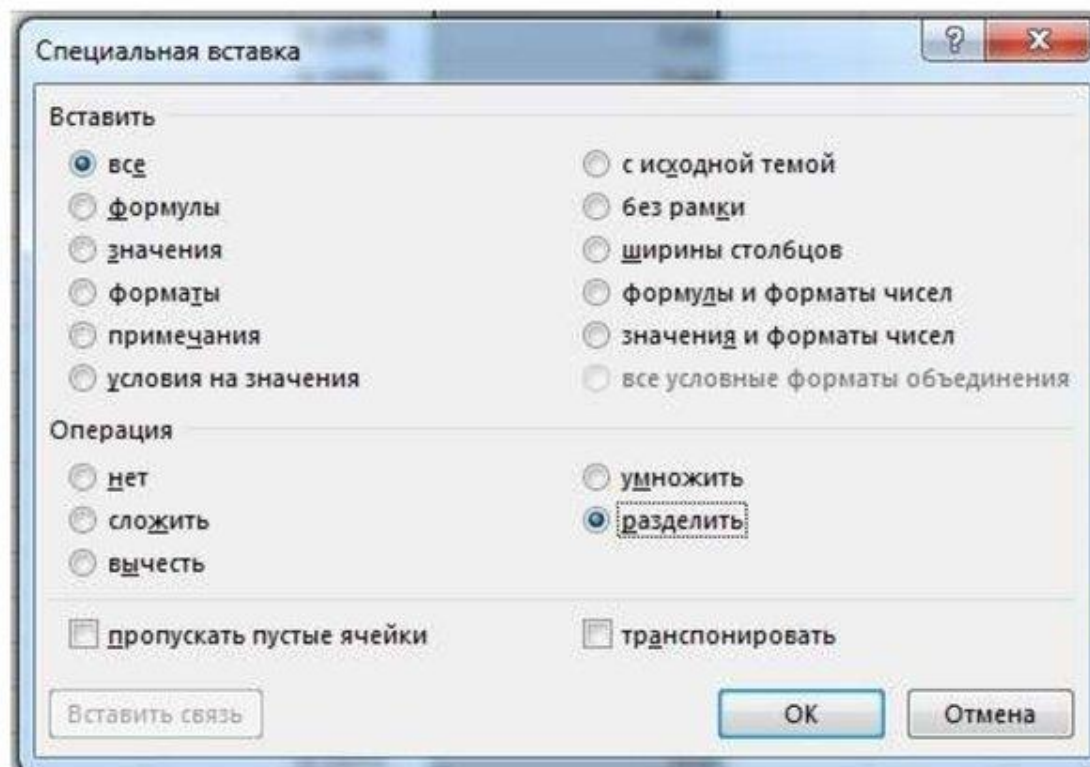 Специальная вставка
Вставить
все
с исходной темой
формулы
без рамки
значения
ширины столбцов
форматы
формулы и форматы чисел
примечания
значения и форматы чисел
условия на значения
все условные форматы объединения
Операция
нет
умножить
сложить
разделить
вычесть
пропускать пустые ячейки
транспонировать
Вставить связь
ОК
Отмена